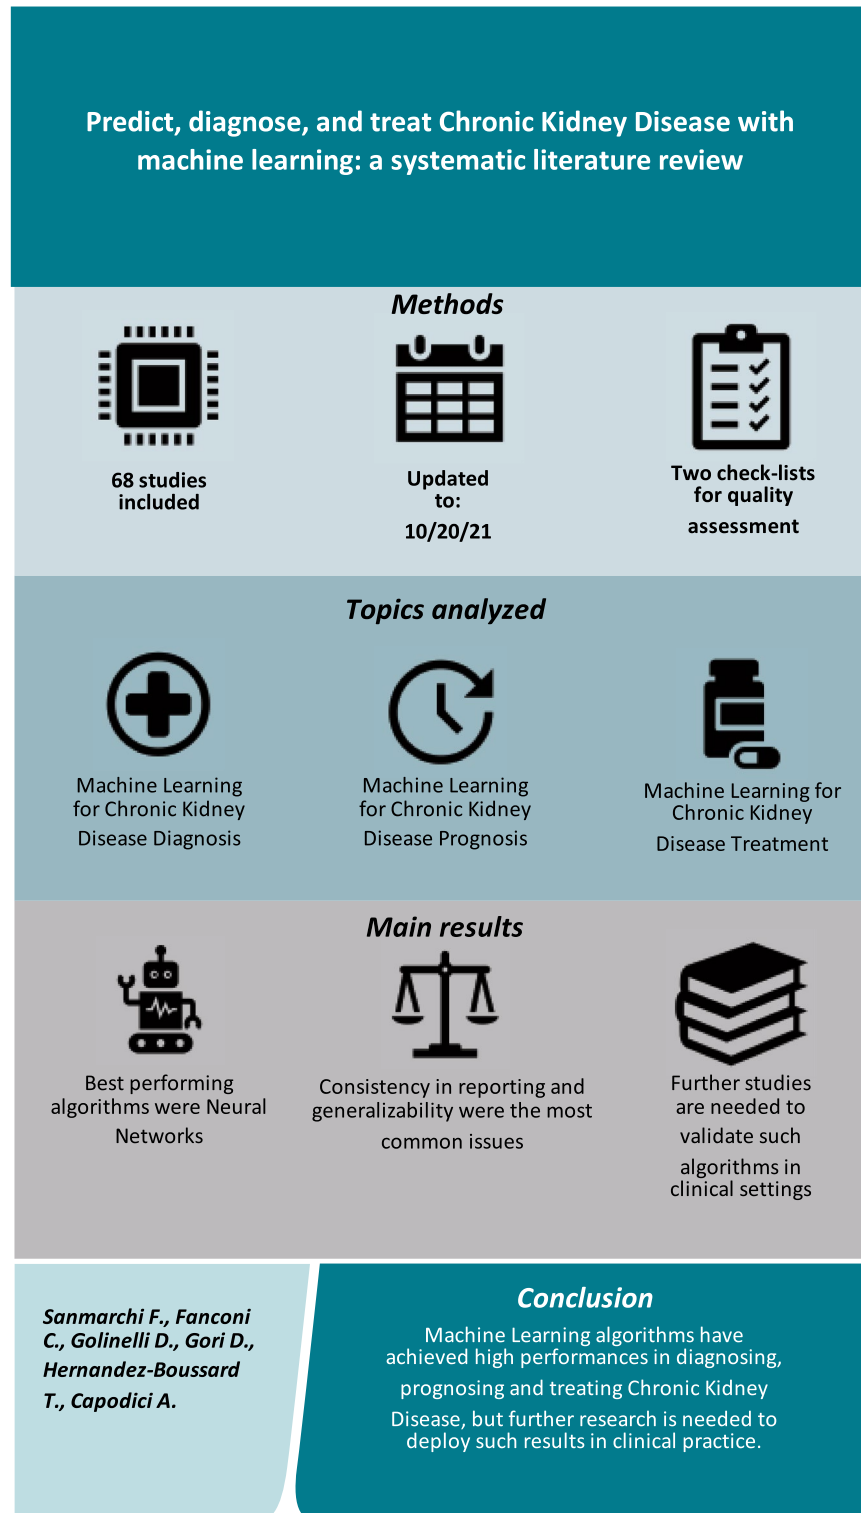 Predict, diagnose, and treat Chronic Kidney Disease with
machine learning: a systematic literature review
Methods
68 studies
included
Updated
to:
10/20/21
Two check-lists
for quality
assessment
Topics analyzed
Machine Learning
for Chronic Kidney
Disease Diagnosis
Machine Learning
for Chronic Kidney
Disease Prognosis
Machine Learning for
Chronic Kidney
Disease Treatment
Main results
Best performing
algorithms were Neural
Networks
Consistency in reporting and
generalizability were the most
common issues
Further studies
are needed to
validate such
algorithms in
clinical settings
Sanmarchi F., Fanconi
C., Golinelli D., Gori D.,
Hernandez-Boussard
T., Capodici A.
Conclusion
Machine Learning algorithms have
achieved high performances in diagnosing,
prognosing and treating Chronic Kidney
Disease, but further research is needed to
deploy such results in clinical practice.